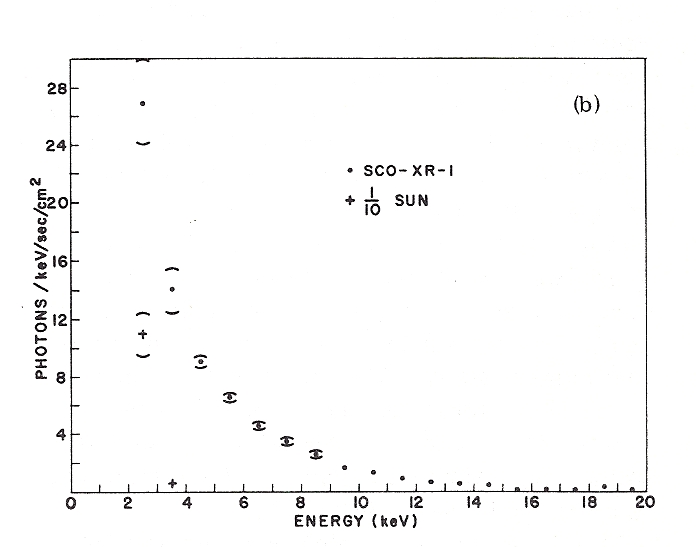 (b)
28
24
20
16
12
8
4
PHOTONS/keV/sec/cm²
• SCO-XR-1
+ 1/10 SUN
0 2 4 6 8 10 12 14 16 18 20
ENERGY (keV)